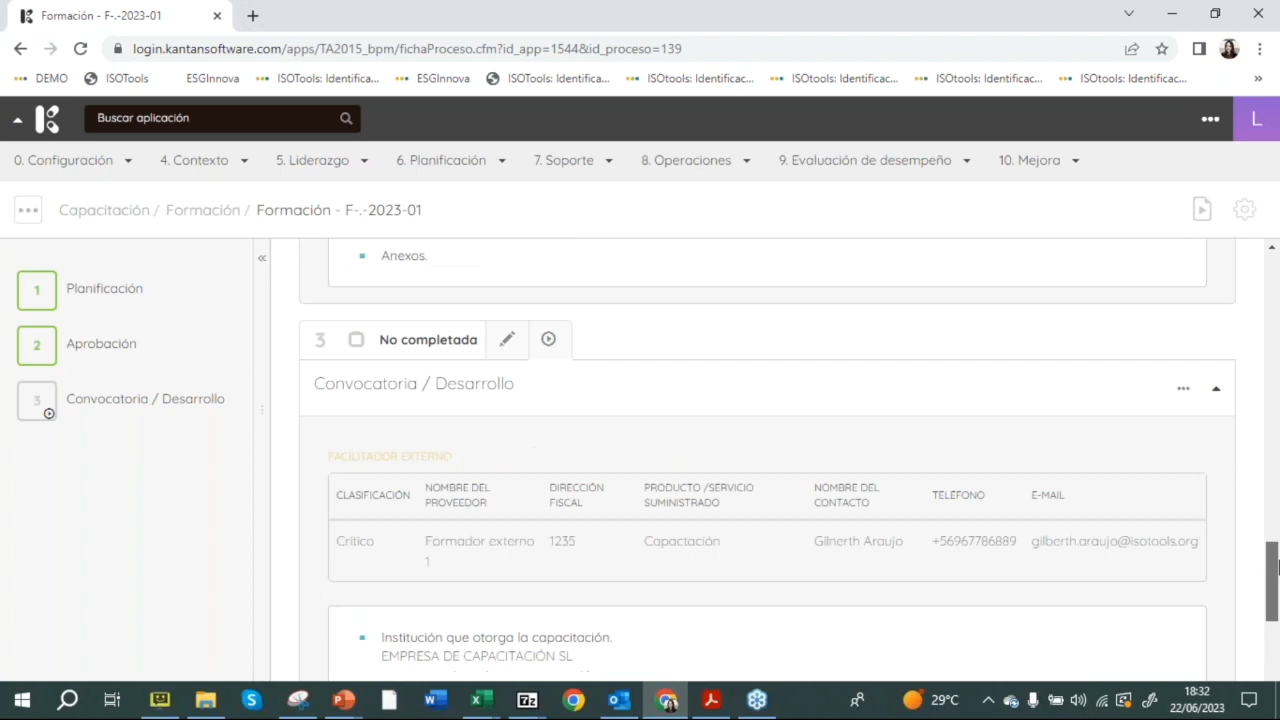 Formación - F-.-2023-01
login.kantansoftware.com/apps/TA2015_bpm/fichaProceso.cfm?id_app=1544&id_proceso=139
DEMO ISOTools ESGInnova ISOTools: Identifica... ESGInnova ISOTools: Identifica... ISOtools: Identificac... ISOtools: Identificac... ISOtools: Identificac... ISOtools: Identificac... »
Buscar aplicación
L
0. Configuración 4. Contexto 5. Liderazgo 6. Planificación 7. Soporte 8. Operaciones 9. Evaluación de desempeño 10. Mejora
Capacitación / Formación / Formación - F-.-2023-01
1 Planificación
2 Aprobación
3 Convocatoria / Desarrollo
Anexos.
3 No completada
Convocatoria / Desarrollo
FACILITADOR EXTERNO
CLASIFICACIÓN NOMBRE DEL PROVEEDOR DIRECCIÓN FISCAL PRODUCTO /SERVICIO SUMINISTRADO NOMBRE DEL CONTACTO TELÉFONO E-MAIL
Crítico Formador externo 1 1235 Capactación Gilnerth Araujo +56967786889 gilberth.araujo@isotools.org
Institución que otorga la capacitación.
EMPRESA DE CAPACITACIÓN SL
29°C
18:32
22/06/2023